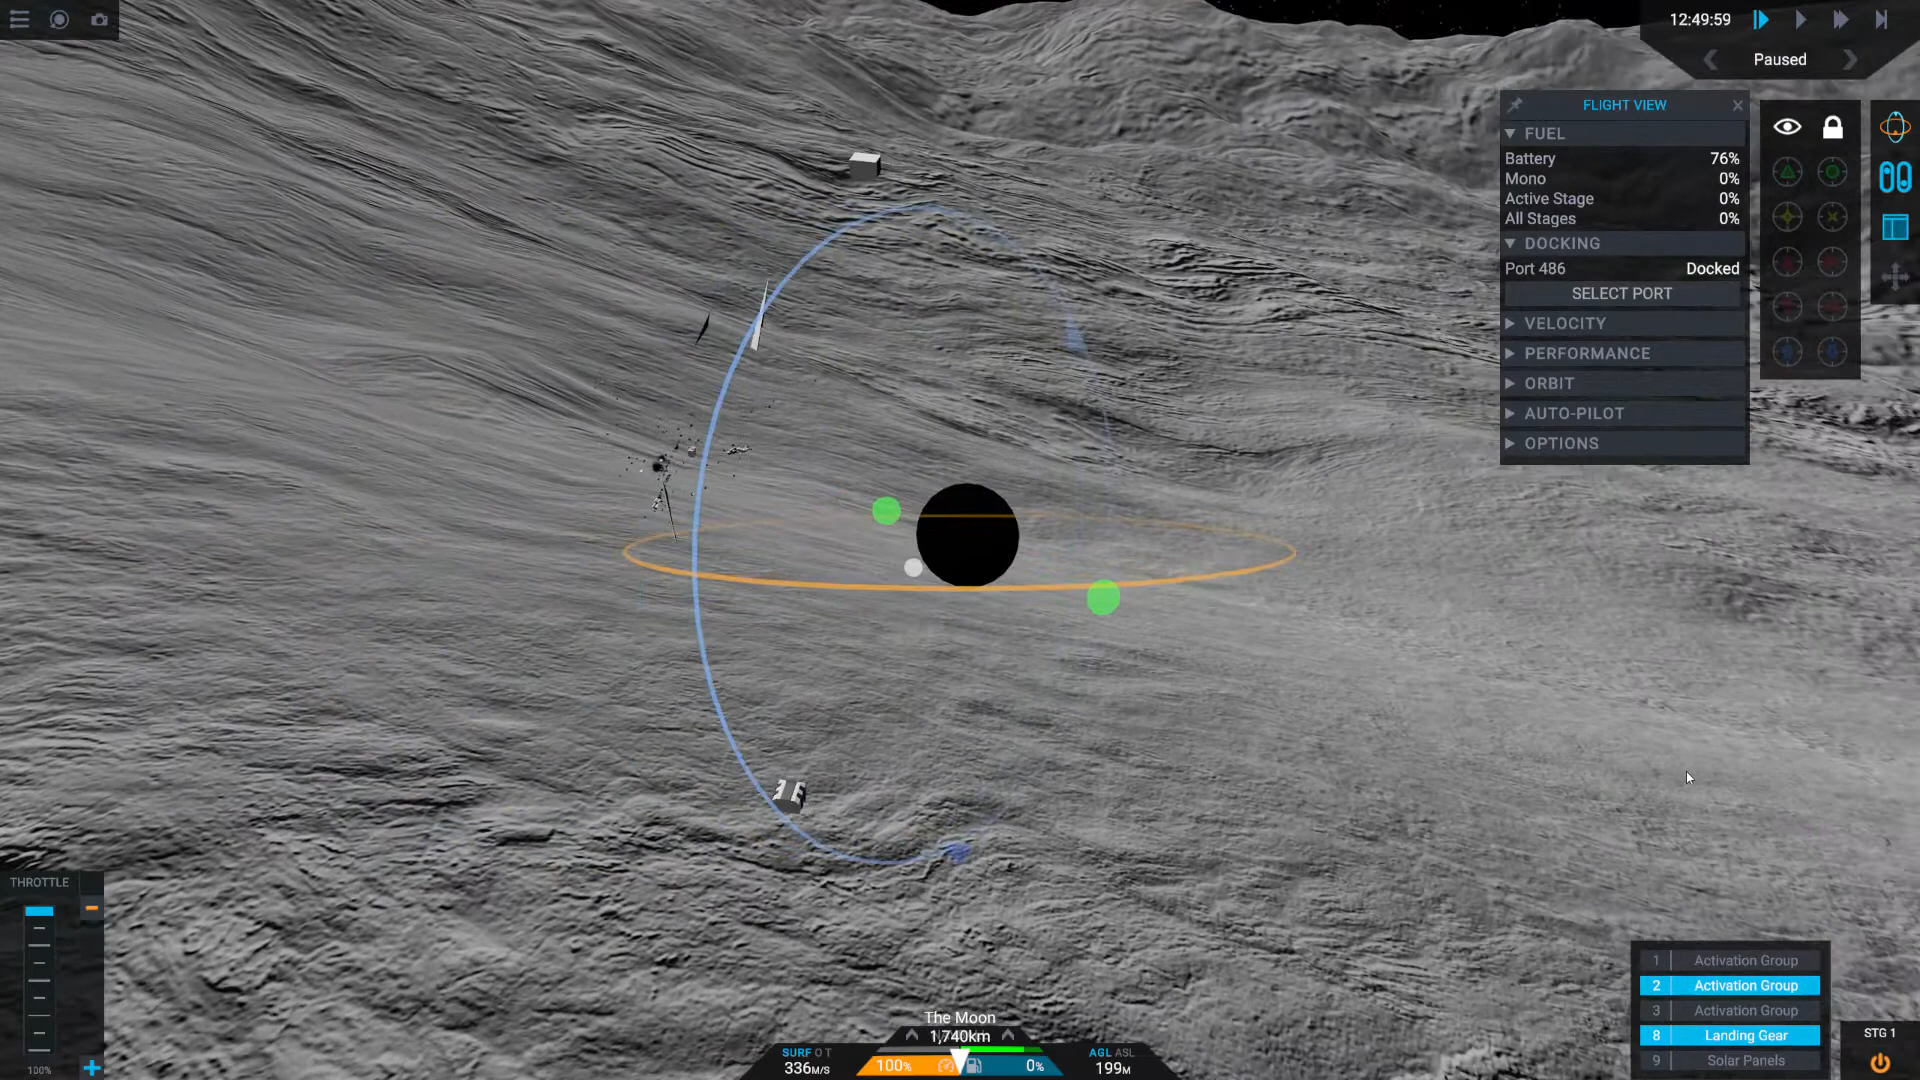 12:49:59
Paused
FLIGHT VIEW
FUEL
Battery 76%
Mono 0%
Active Stage 0%
All Stages 0%
DOCKING
Port 486 Docked
SELECT PORT
VELOCITY
PERFORMANCE
ORBIT
AUTO-PILOT
OPTIONS
THROTTLE
100%
The Moon
1,740km
SURF O T
336M/S
100%
0%
AGL ASL
199M
1 Activation Group
2 Activation Group
3 Activation Group
8 Landing Gear
9 Solar Panels
STG 1